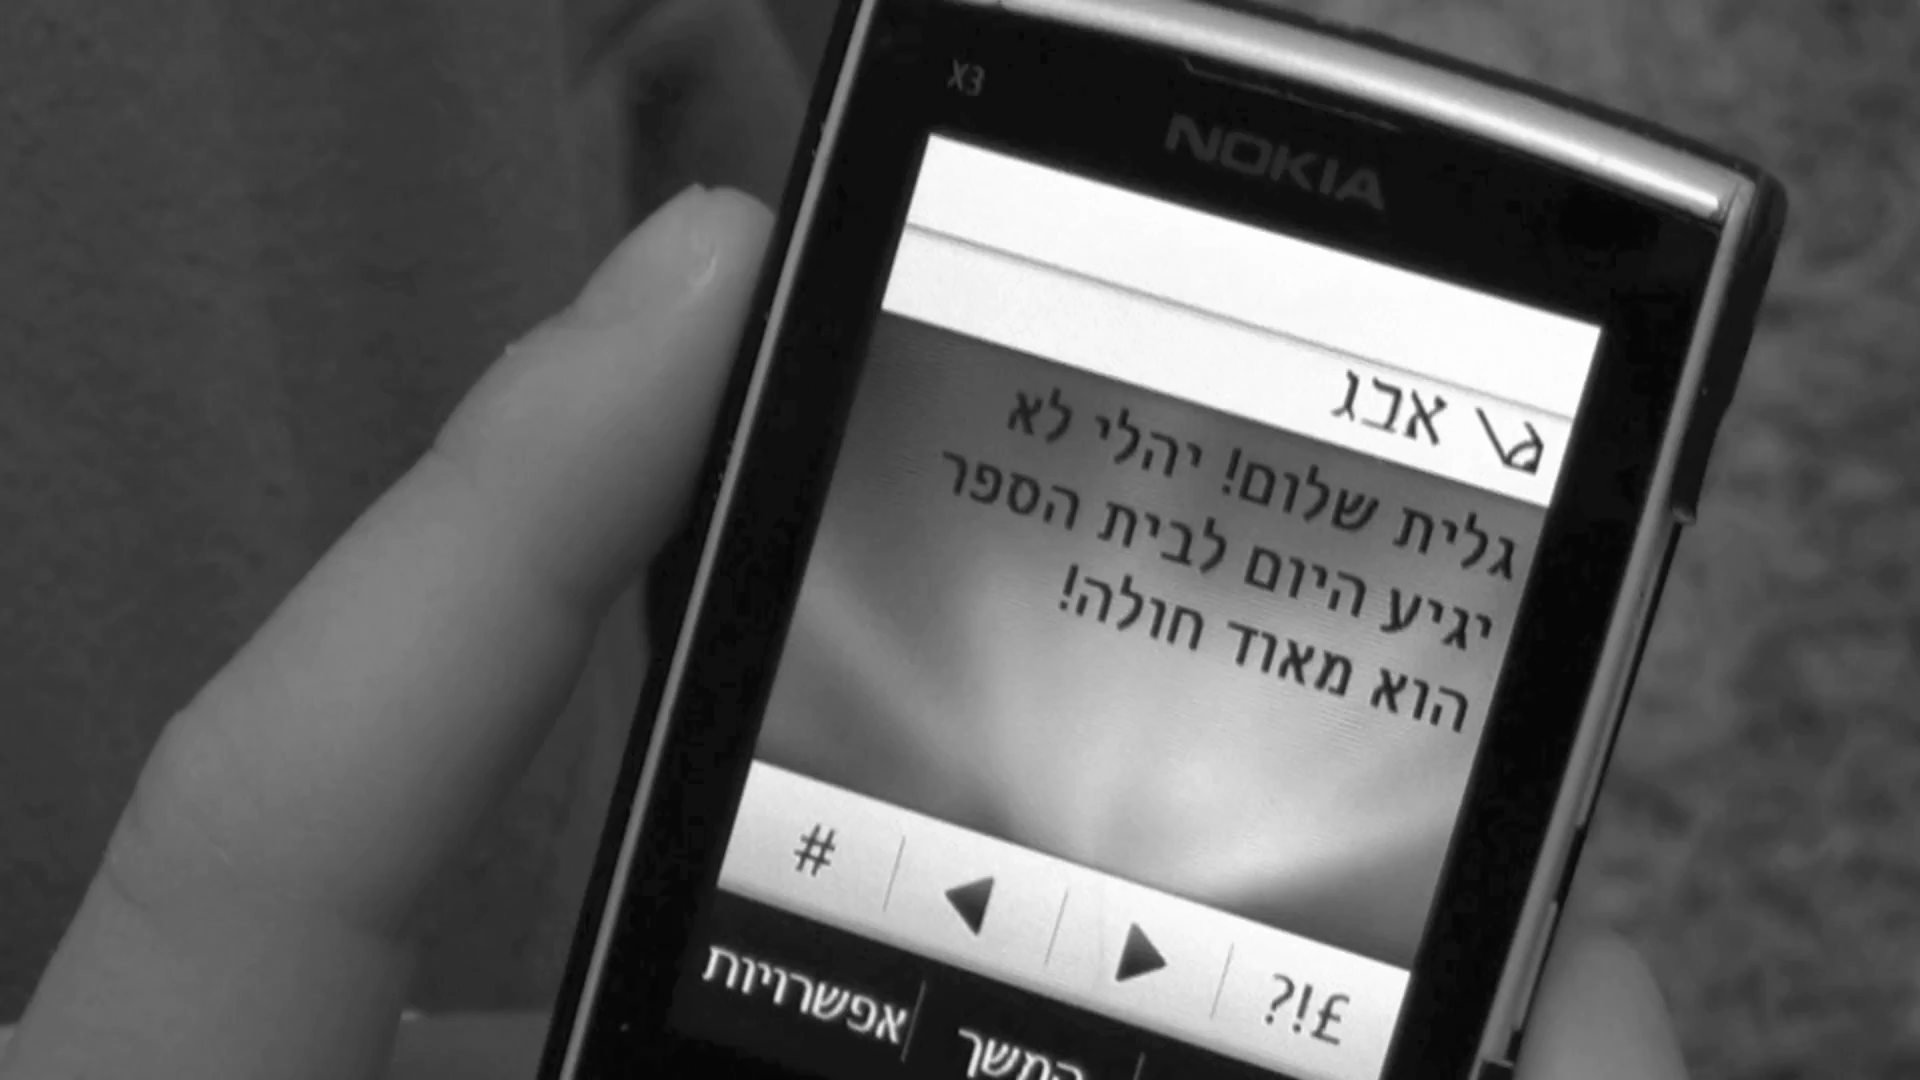 X3
NOKIA
אבג
גלית שלום! יהלי לא
יגיע היום לבית הספר
הוא מאוד חולה!
# ?!£
אפשרויות המשך